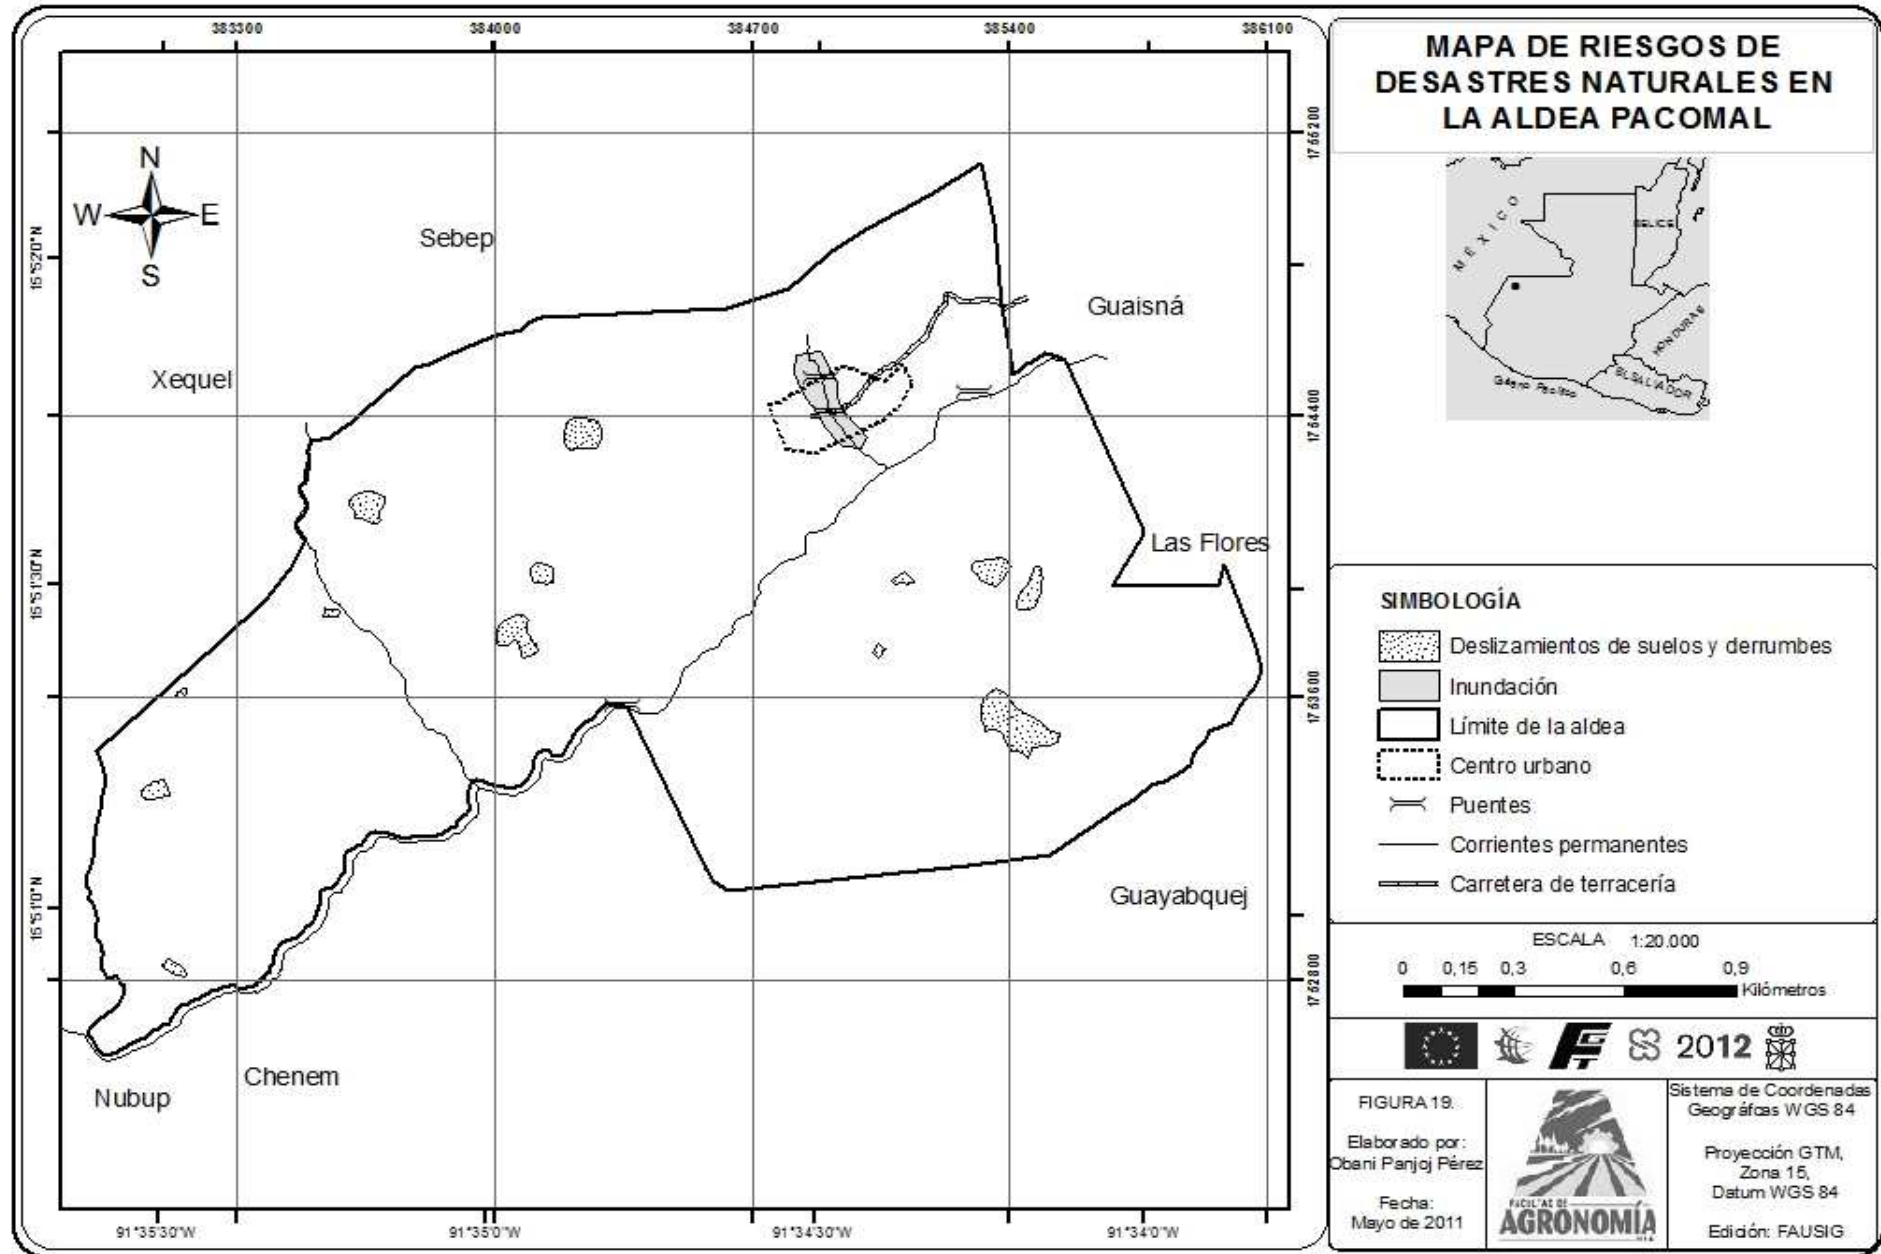 383300 384000 384700 385400 386100
N
W E
S
Sebep
Xequel
Guaisná
Las Flores
Guayabquej
Chenem
Nubup
15°52'0"N
15°51'30"N
15°51'0"N
1765200
1764400
1763600
1762800
91°35'30"W 91°35'0"W 91°34'30"W 91°34'0"W
MAPA DE RIESGOS DE
DESASTRES NATURALES EN
LA ALDEA PACOMAL
MÉXICO
BELICE
HONDURAS
EL SALVADOR
Océano Pacífico
SIMBOLOGÍA
Deslizamientos de suelos y derrumbes
Inundación
Límite de la aldea
Centro urbano
Puentes
Corrientes permanentes
Carretera de terracería
ESCALA 1:20.000
0 0,15 0,3 0,6 0,9
Kilómetros
FGT
2012
FIGURA 19.
Elaborado por:
Obani Panjoj Pérez
Fecha:
Mayo de 2011
FACULTAD DE
AGRONOMÍA
Sistema de Coordenadas
Geográfcas WGS 84
Proyección GTM,
Zona 15,
Datum WGS 84
Edición: FAUSIG